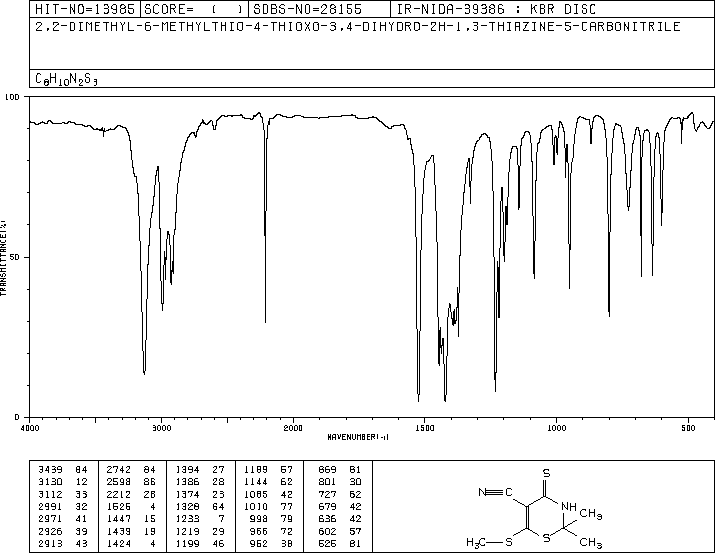 HIT-NO=13985 SCORE= ( ) SDBS-NO=28155 IR-NIDA-39386 : KBR DISC
2,2-DIMETHYL-6-METHYLTHIO-4-THIOXO-3,4-DIHYDRO-2H-1,3-THIAZINE-5-CARBONITRILE
C8H10N2S3
100
50
0
TRANSMITTANCE(%)
4000 3000 2000 1500 1000 500
WAVENUMBER(-1)
3439 84 2742 84 1394 27 1189 57 869 81
3130 12 2598 86 1386 28 1144 62 801 30
3112 33 2212 28 1374 23 1085 42 727 62
2991 32 1526 4 1328 64 1010 77 679 42
2971 41 1447 15 1233 7 998 79 636 42
2926 39 1439 19 1219 29 966 72 602 57
2913 43 1424 4 1199 46 952 38 526 81
S
N C NH
CH3
H3C S S CH3